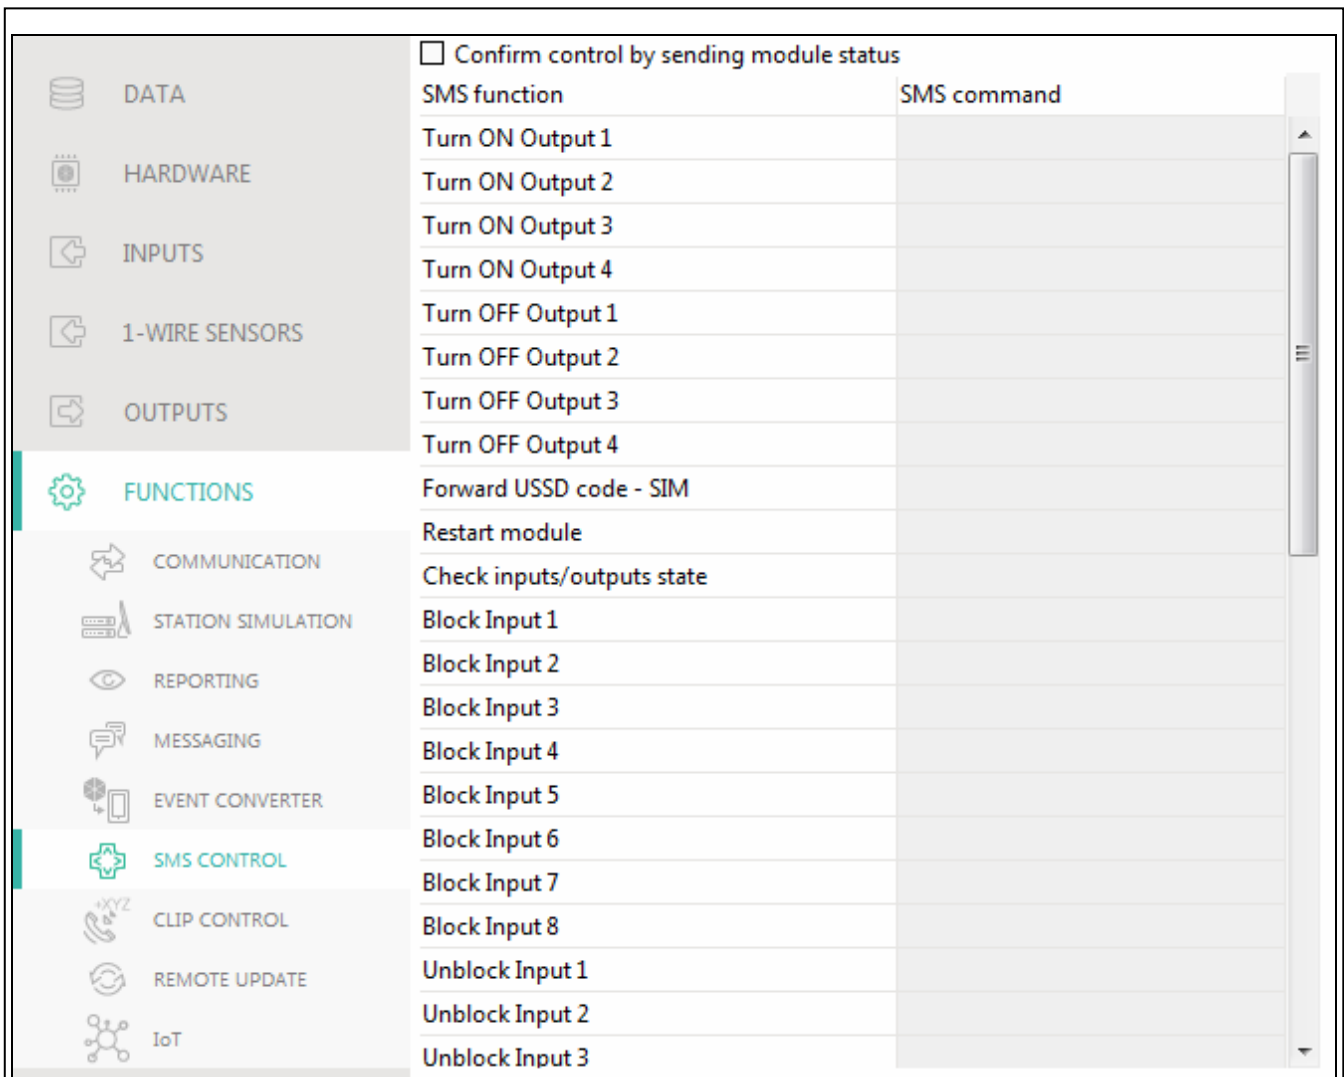 DATA
HARDWARE
INPUTS
1-WIRE SENSORS
OUTPUTS
FUNCTIONS
COMMUNICATION
STATION SIMULATION
REPORTING
MESSAGING
EVENT CONVERTER
SMS CONTROL
+XYZ
CLIP CONTROL
REMOTE UPDATE
IoT
Confirm control by sending module status
SMS function SMS command
Turn ON Output 1
Turn ON Output 2
Turn ON Output 3
Turn ON Output 4
Turn OFF Output 1
Turn OFF Output 2
Turn OFF Output 3
Turn OFF Output 4
Forward USSD code - SIM
Restart module
Check inputs/outputs state
Block Input 1
Block Input 2
Block Input 3
Block Input 4
Block Input 5
Block Input 6
Block Input 7
Block Input 8
Unblock Input 1
Unblock Input 2
Unblock Input 3